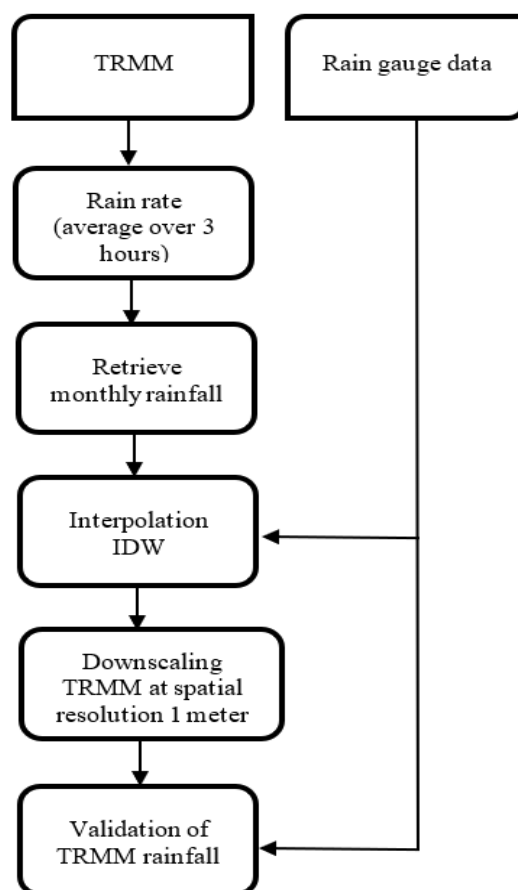 TRMM
Rain gauge data
Rain rate
(average over 3
hours)
Retrieve
monthly rainfall
Interpolation
IDW
Downscaling
TRMM at spatial
resolution 1 meter
Validation of
TRMM rainfall